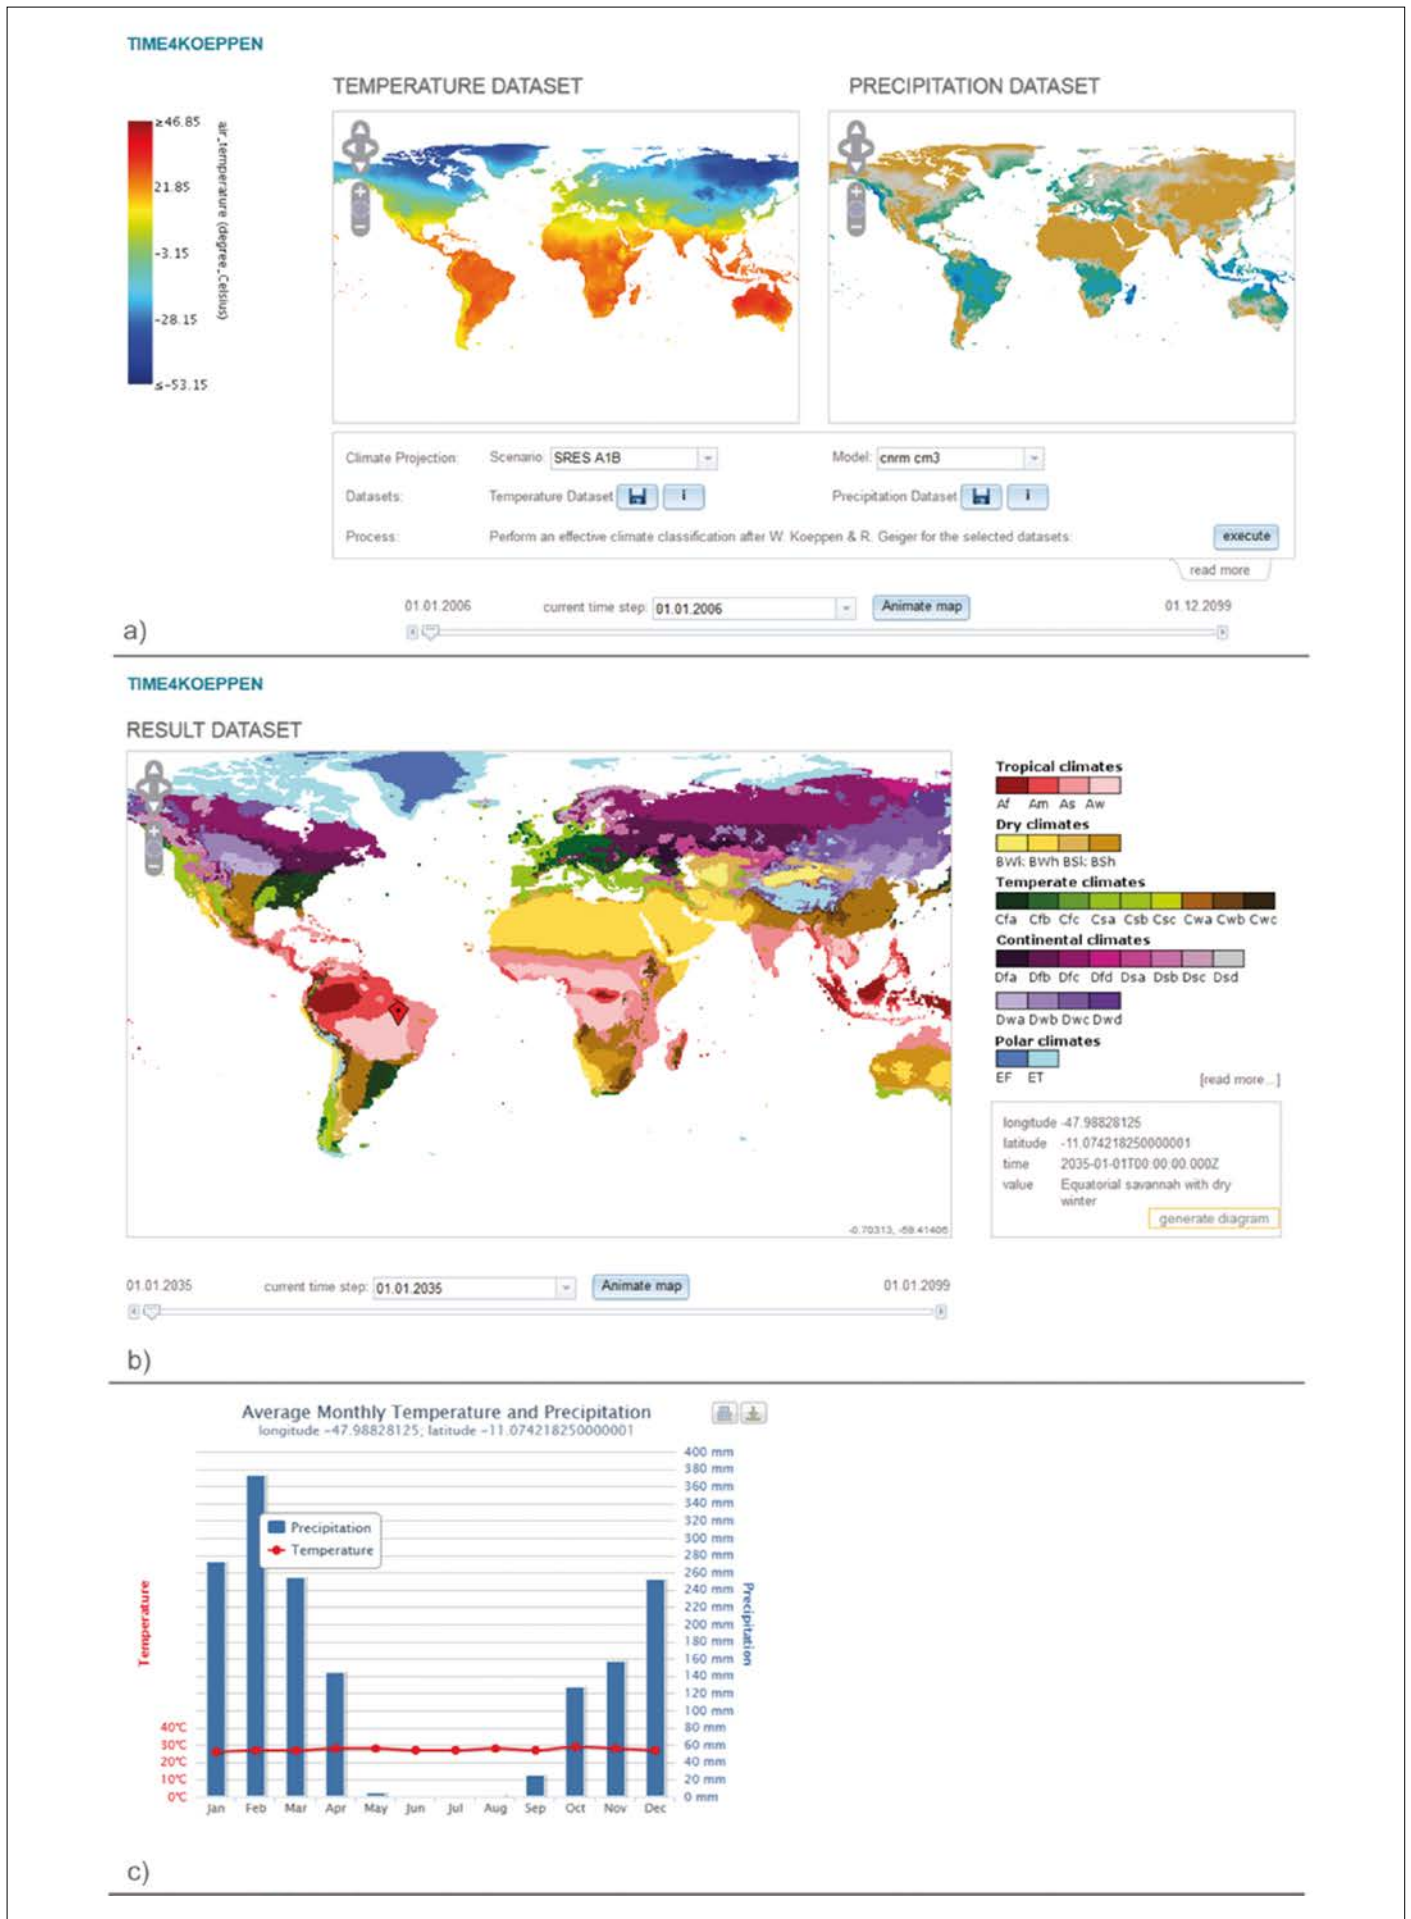 TIME4KOEPPEN
TEMPERATURE DATASET
PRECIPITATION DATASET
≥46.85
21.85
-3.15
-28.15
≤-53.15
air_temperature (degree_Celsius)
Climate Projection: Scenario: SRES A1B Model: cnrm cm3
Datasets: Temperature Dataset i Precipitation Dataset i
Process: Perform an effective climate classification after W. Koeppen & R. Geiger for the selected datasets: execute
read more
01.01.2006 current time step: 01.01.2006 Animate map 01.12.2099
a)
TIME4KOEPPEN
RESULT DATASET
-0.70313, -59.41406
Tropical climates
Af Am As Aw
Dry climates
BWk BWh BSk BSh
Temperate climates
Cfa Cfb Cfc Csa Csb Csc Cwa Cwb Cwc
Continental climates
Dfa Dfb Dfc Dfd Dsa Dsb Dsc Dsd
Dwa Dwb Dwc Dwd
Polar climates
EF ET
[read more...]
longitude -47.98828125
latitude -11.074218250000001
time 2035-01-01T00:00:00.000Z
value Equatorial savannah with dry
winter
generate diagram
01.01.2035 current time step: 01.01.2035 Animate map 01.01.2099
b)
Average Monthly Temperature and Precipitation
longitude -47.98828125; latitude -11.074218250000001
Precipitation
Temperature
Temperature
40°C
30°C
20°C
10°C
0°C
400 mm
380 mm
360 mm
340 mm
320 mm
300 mm
280 mm
260 mm
240 mm
220 mm
200 mm
180 mm
160 mm
140 mm
120 mm
100 mm
80 mm
60 mm
40 mm
20 mm
0 mm
Precipitation
Jan Feb Mar Apr May Jun Jul Aug Sep Oct Nov Dec
c)